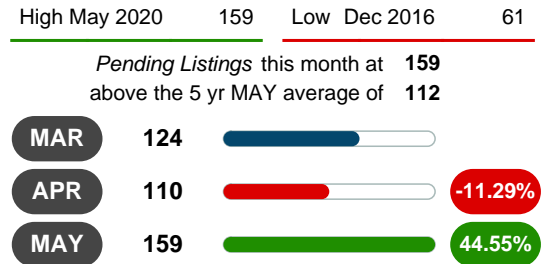 High May 2020 159 Low Dec 2016 61
Pending Listings this month at 159
above the 5 yr MAY average of 112
MAR 124
APR 110 -11.29%
MAY 159 44.55%